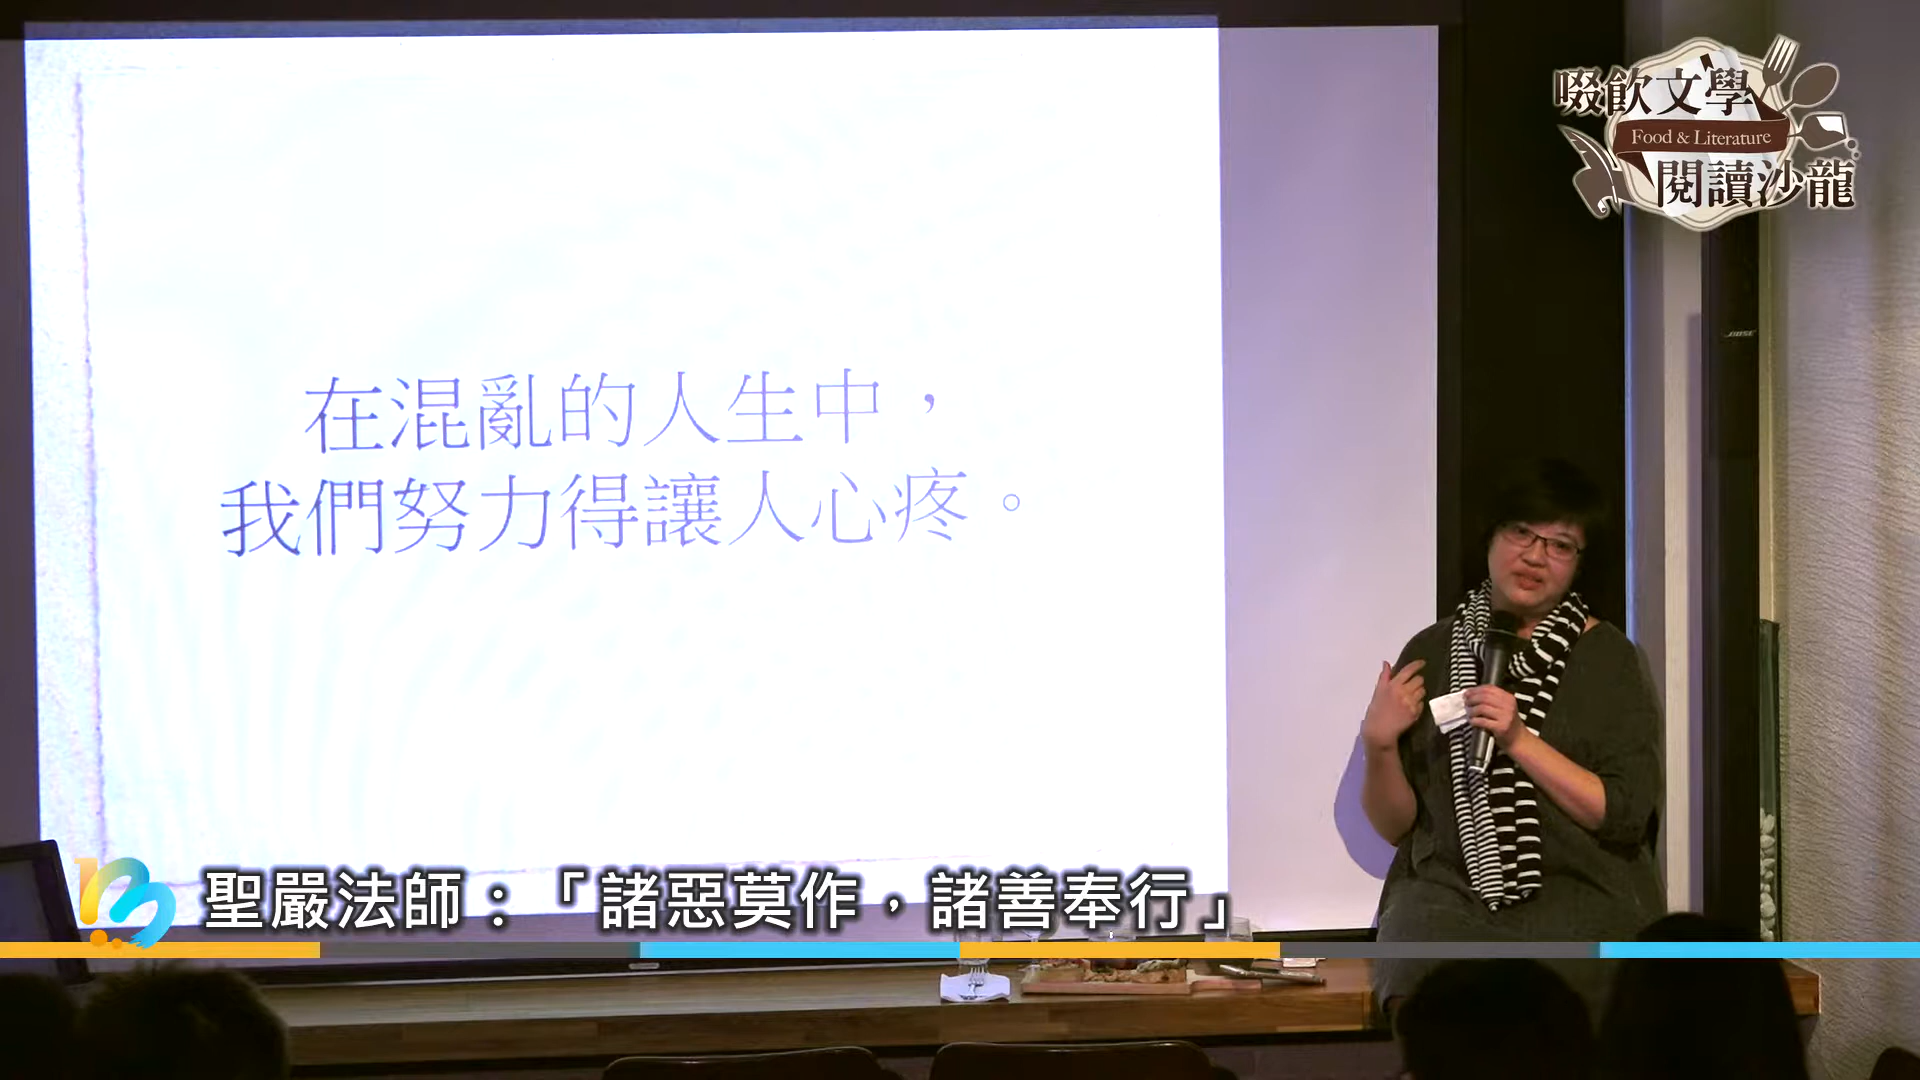 啜飲文學
Food & Literature
閱讀沙龍
BOSE
在混亂的人生中，
我們努力得讓人心疼。
聖嚴法師：「諸惡莫作，諸善奉行」